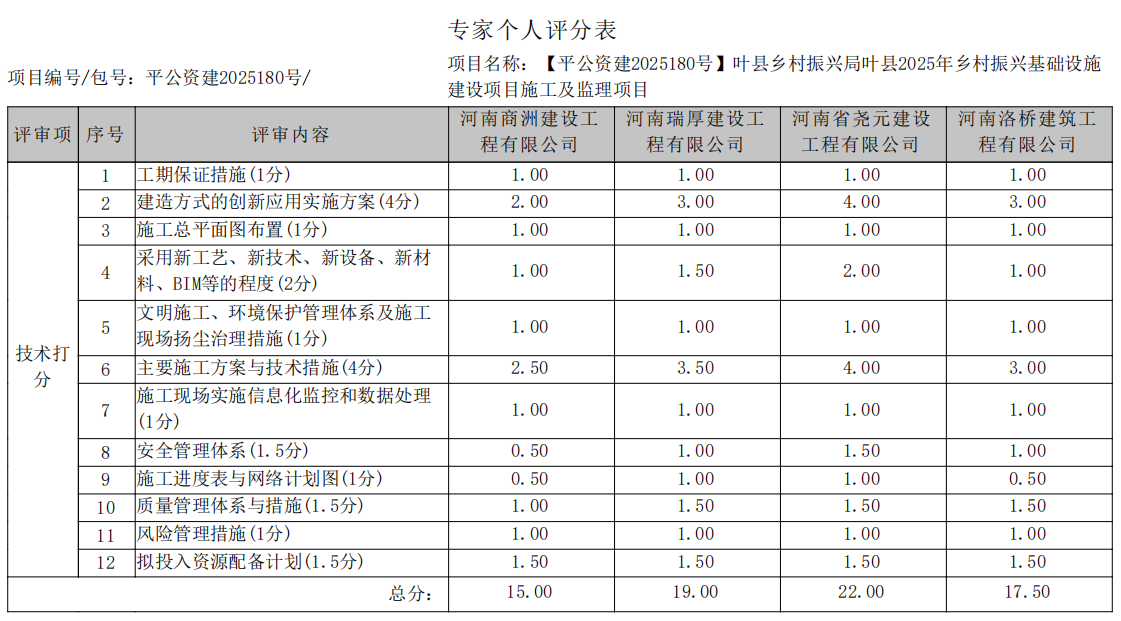 专家个人评分表
项目编号/包号：平公资建2025180号/
项目名称：【平公资建2025180号】叶县乡村振兴局叶县2025年乡村振兴基础设施
建设项目施工及监理项目
评审项 序号 评审内容 河南商洲建设工程有限公司 河南瑞厚建设工程有限公司 河南省尧元建设工程有限公司 河南洛桥建筑工程有限公司
技术打分
1 工期保证措施(1分) 1.00 1.00 1.00 1.00
2 建造方式的创新应用实施方案(4分) 2.00 3.00 4.00 3.00
3 施工总平面图布置(1分) 1.00 1.00 1.00 1.00
4 采用新工艺、新技术、新设备、新材料、BIM等的程度(2分) 1.00 1.50 2.00 1.00
5 文明施工、环境保护管理体系及施工现场扬尘治理措施(1分) 1.00 1.00 1.00 1.00
6 主要施工方案与技术措施(4分) 2.50 3.50 4.00 3.00
7 施工现场实施信息化监控和数据处理(1分) 1.00 1.00 1.00 1.00
8 安全管理体系(1.5分) 0.50 1.00 1.50 1.00
9 施工进度表与网络计划图(1分) 0.50 1.00 1.00 0.50
10 质量管理体系与措施(1.5分) 1.00 1.50 1.50 1.50
11 风险管理措施(1分) 1.00 1.00 1.00 1.00
12 拟投入资源配备计划(1.5分) 1.50 1.50 1.50 1.50
总分： 15.00 19.00 22.00 17.50